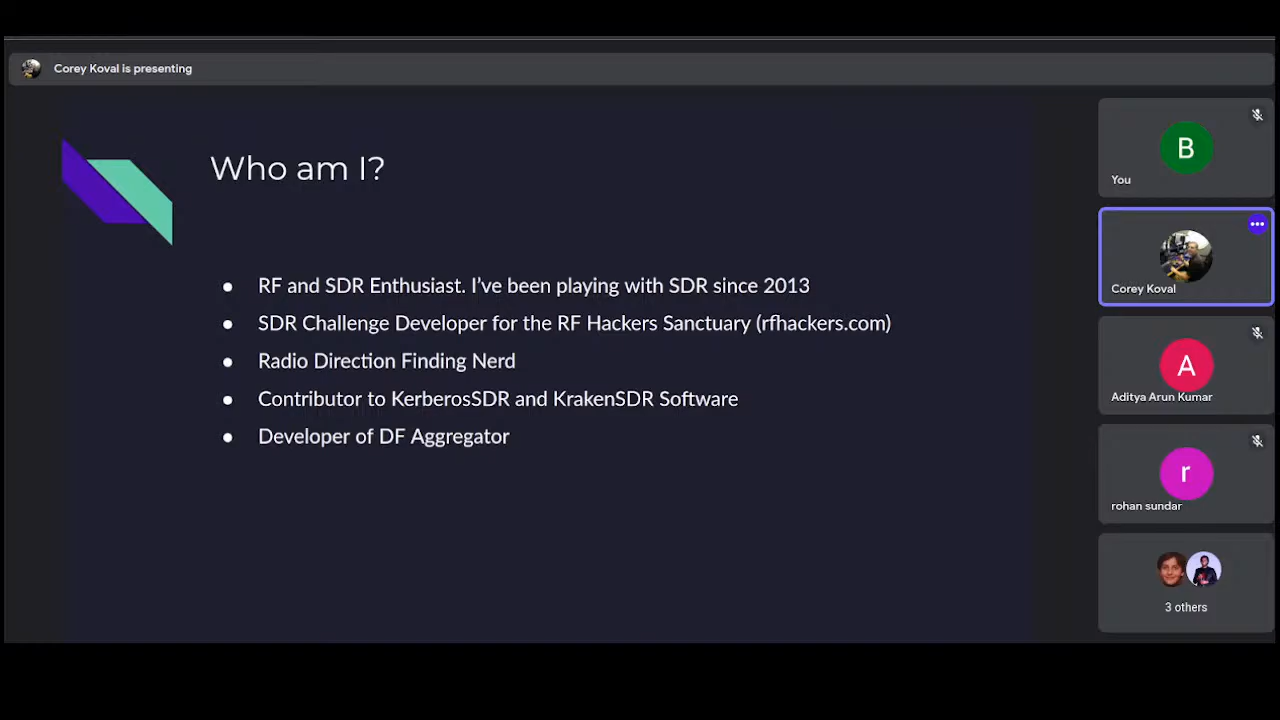 Corey Koval is presenting
Who am I?
● RF and SDR Enthusiast. I've been playing with SDR since 2013
● SDR Challenge Developer for the RF Hackers Sanctuary (rfhackers.com)
● Radio Direction Finding Nerd
● Contributor to KerberosSDR and KrakenSDR Software
● Developer of DF Aggregator
B
You
Corey Koval
A
Aditya Arun Kumar
r
rohan sundar
3 others